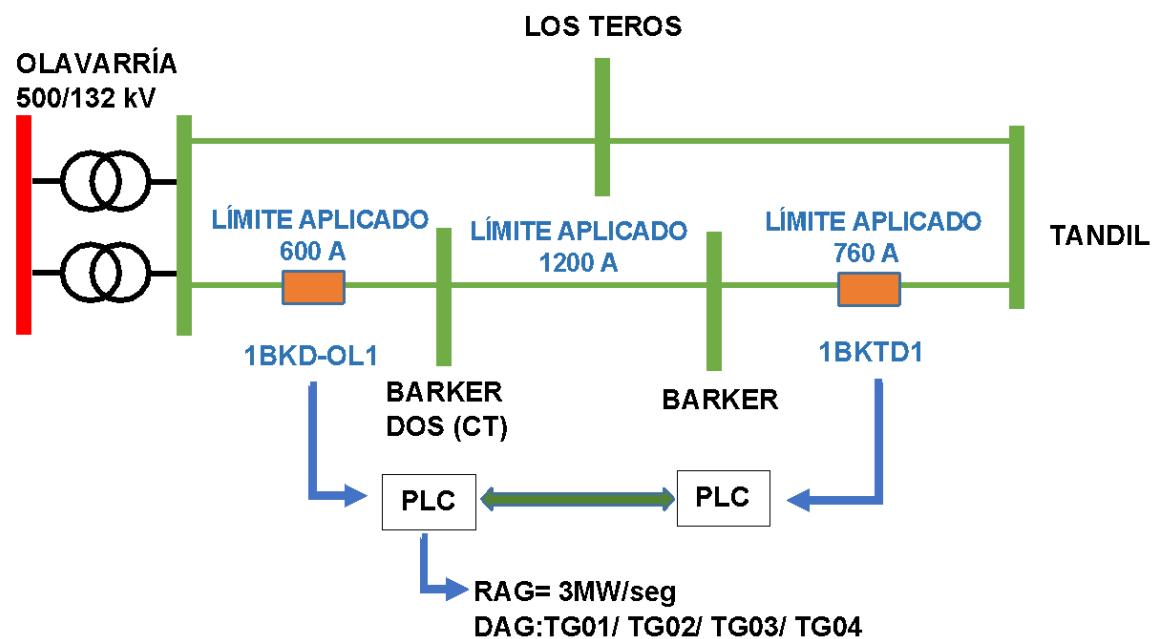 LOS TEROS
OLAVARRÍA
500/132 kV
LÍMITE APLICADO
600 A
LÍMITE APLICADO
1200 A
LÍMITE APLICADO
760 A
TANDIL
1BKD-OL1
1BKTD1
BARKER
DOS (CT)
BARKER
PLC
PLC
RAG= 3MW/seg
DAG:TG01/ TG02/ TG03/ TG04